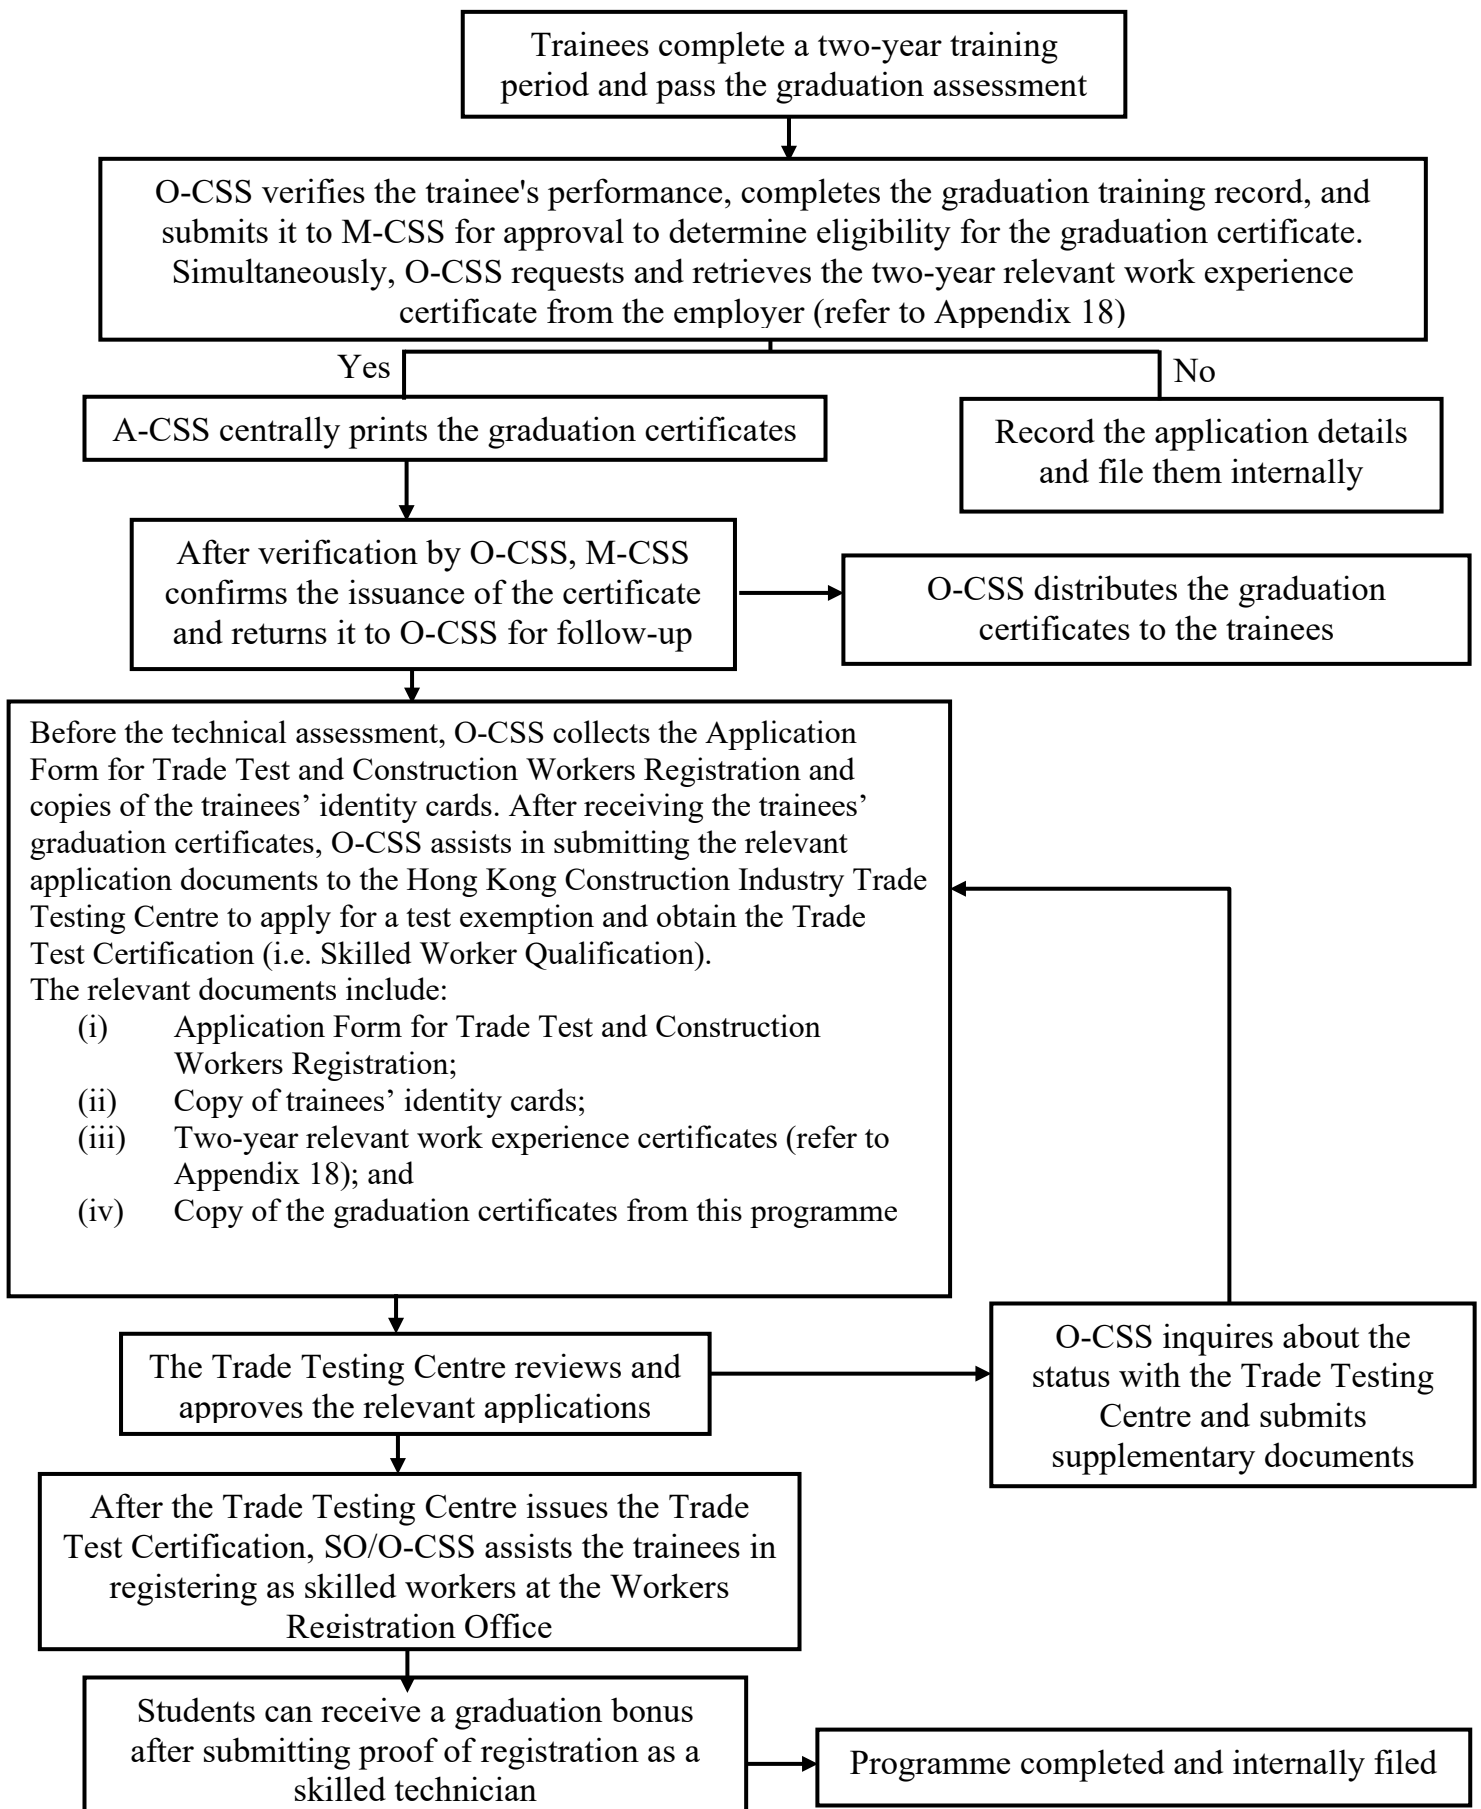 Trainees complete a two-year training
period and pass the graduation assessment
O-CSS verifies the trainee's performance, completes the graduation training record, and
submits it to M-CSS for approval to determine eligibility for the graduation certificate.
Simultaneously, O-CSS requests and retrieves the two-year relevant work experience
certificate from the employer (refer to Appendix 18)
Yes
No
A-CSS centrally prints the graduation certificates
Record the application details
and file them internally
After verification by O-CSS, M-CSS
confirms the issuance of the certificate
and returns it to O-CSS for follow-up
O-CSS distributes the graduation
certificates to the trainees
Before the technical assessment, O-CSS collects the Application
Form for Trade Test and Construction Workers Registration and
copies of the trainees’ identity cards. After receiving the trainees’
graduation certificates, O-CSS assists in submitting the relevant
application documents to the Hong Kong Construction Industry Trade
Testing Centre to apply for a test exemption and obtain the Trade
Test Certification (i.e. Skilled Worker Qualification).
The relevant documents include:
(i) Application Form for Trade Test and Construction
Workers Registration;
(ii) Copy of trainees’ identity cards;
(iii) Two-year relevant work experience certificates (refer to
Appendix 18); and
(iv) Copy of the graduation certificates from this programme
The Trade Testing Centre reviews and
approves the relevant applications
O-CSS inquires about the
status with the Trade Testing
Centre and submits
supplementary documents
After the Trade Testing Centre issues the Trade
Test Certification, SO/O-CSS assists the trainees in
registering as skilled workers at the Workers
Registration Office
Students can receive a graduation bonus
after submitting proof of registration as a
skilled technician
Programme completed and internally filed